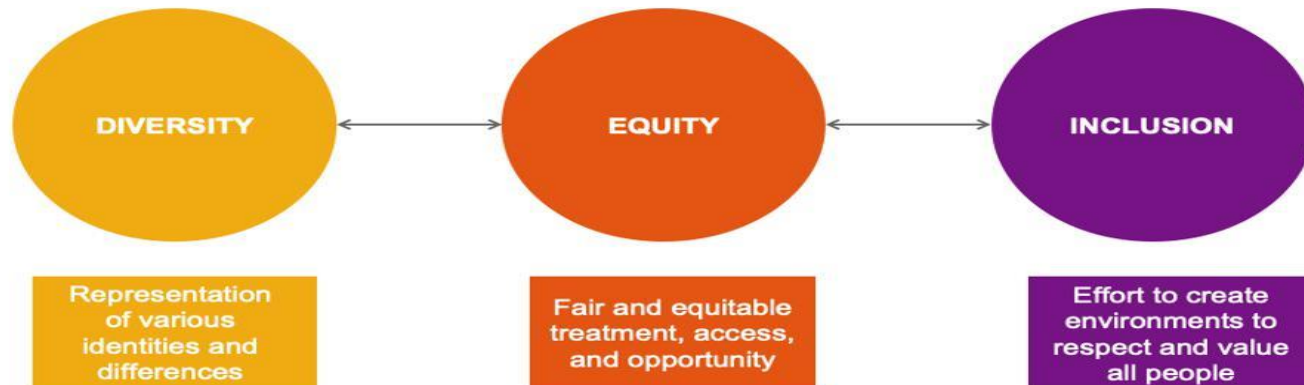 DIVERSITY
EQUITY
INCLUSION
Representation
of various
identities and
differences
Fair and equitable
treatment, access,
and opportunity
Effort to create
environments to
respect and value
all people